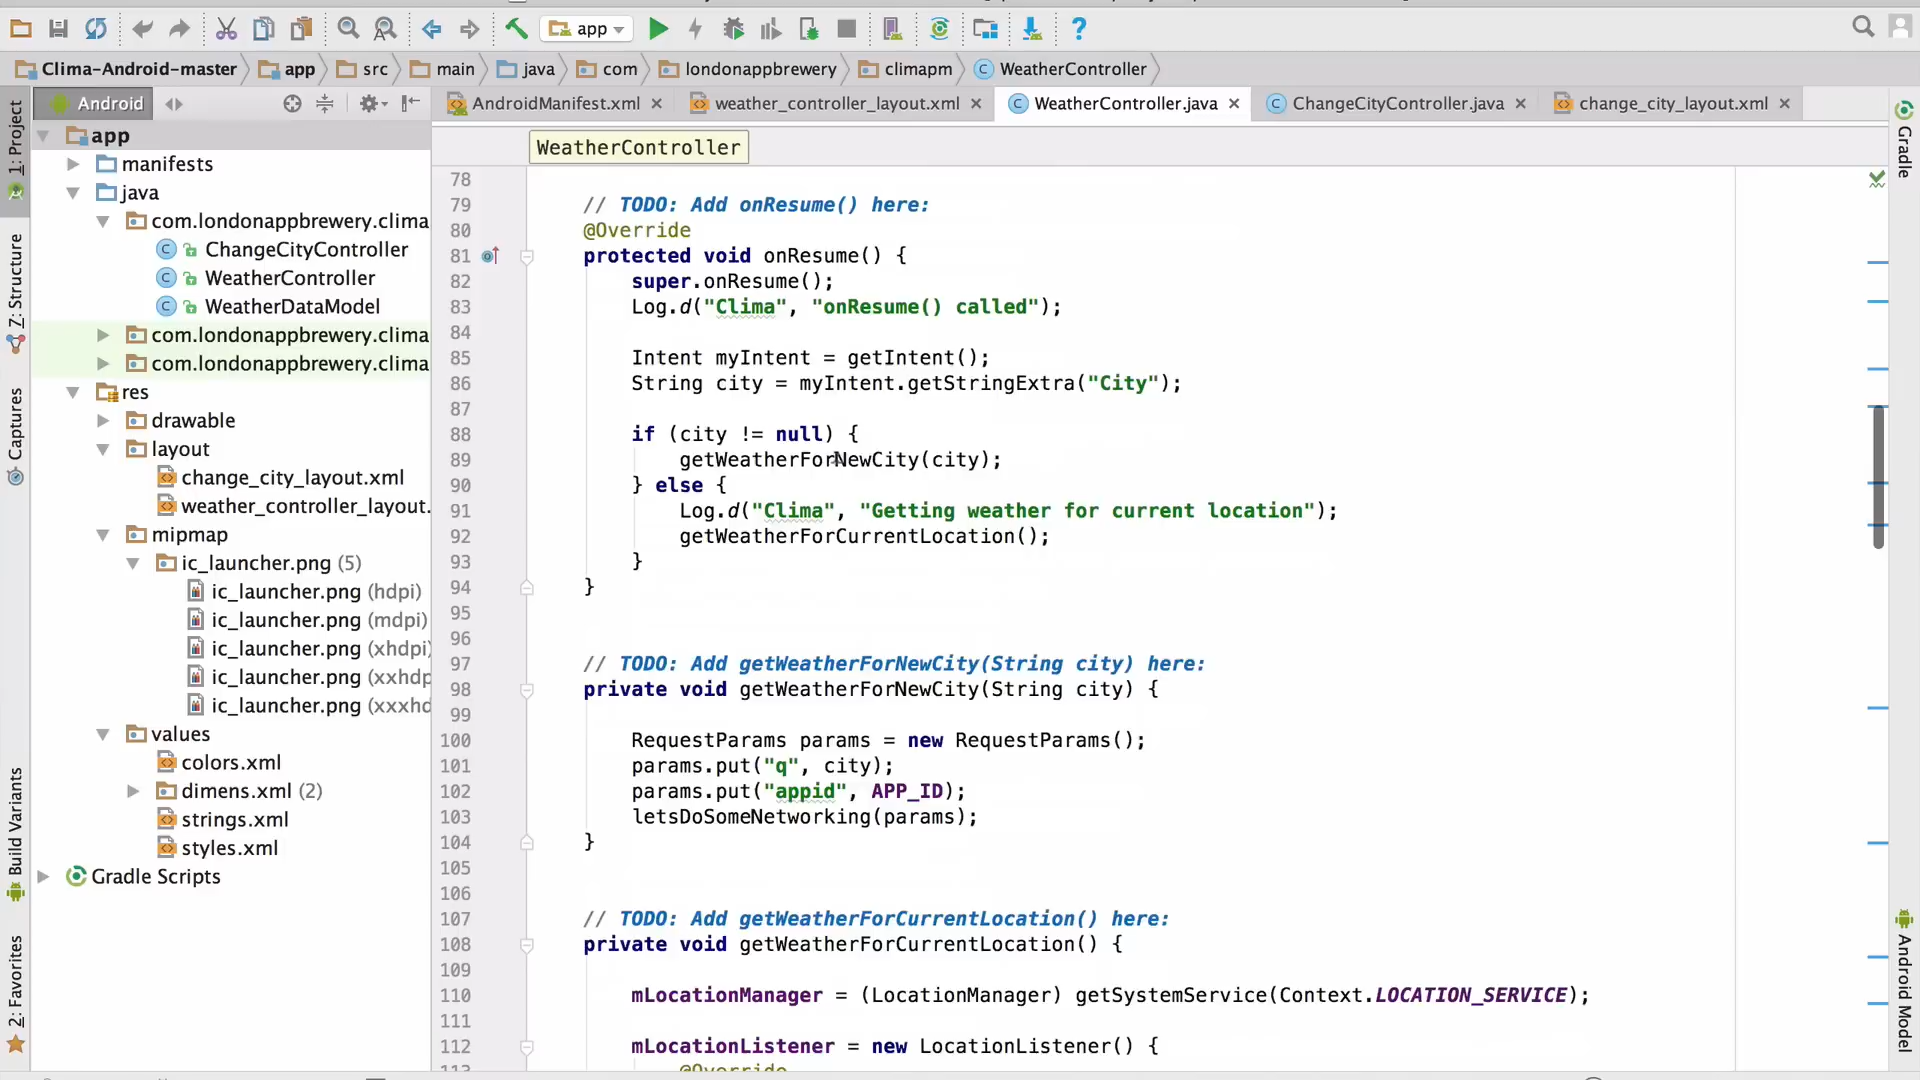 app
Clima-Android-master
app
src
main
java
com
londonappbrewery
climapm
WeatherController
Android
AndroidManifest.xml
weather_controller_layout.xml
WeatherController.java
ChangeCityController.java
change_city_layout.xml
1: Project
Z: Structure
Captures
Build Variants
2: Favorites
app
manifests
java
com.londonappbrewery.clima
ChangeCityController
WeatherController
WeatherDataModel
com.londonappbrewery.clima
com.londonappbrewery.clima
res
drawable
layout
change_city_layout.xml
weather_controller_layout.
mipmap
ic_launcher.png (5)
ic_launcher.png (hdpi)
ic_launcher.png (mdpi)
ic_launcher.png (xhdpi)
ic_launcher.png (xxhdp
ic_launcher.png (xxxhd
values
colors.xml
dimens.xml (2)
strings.xml
styles.xml
Gradle Scripts
WeatherController
78
79 // TODO: Add onResume() here:
80 @Override
81 protected void onResume() {
82 super.onResume();
83 Log.d("Clima", "onResume() called");
84
85 Intent myIntent = getIntent();
86 String city = myIntent.getStringExtra("City");
87
88 if (city != null) {
89 getWeatherForNewCity(city);
90 } else {
91 Log.d("Clima", "Getting weather for current location");
92 getWeatherForCurrentLocation();
93 }
94 }
95
96
97 // TODO: Add getWeatherForNewCity(String city) here:
98 private void getWeatherForNewCity(String city) {
99
100 RequestParams params = new RequestParams();
101 params.put("q", city);
102 params.put("appid", APP_ID);
103 letsDoSomeNetworking(params);
104 }
105
106
107 // TODO: Add getWeatherForCurrentLocation() here:
108 private void getWeatherForCurrentLocation() {
109
110 mLocationManager = (LocationManager) getSystemService(Context.LOCATION_SERVICE);
111
112 mLocationListener = new LocationListener() {
@Override
Gradle
Android Model